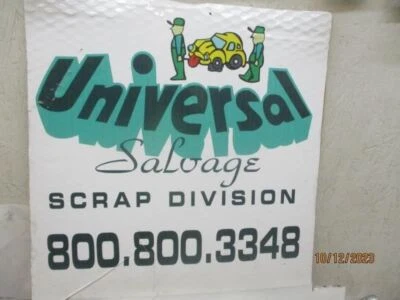 Universal
Salvage
SCRAP DIVISION
800.800.3348
10/12/2023